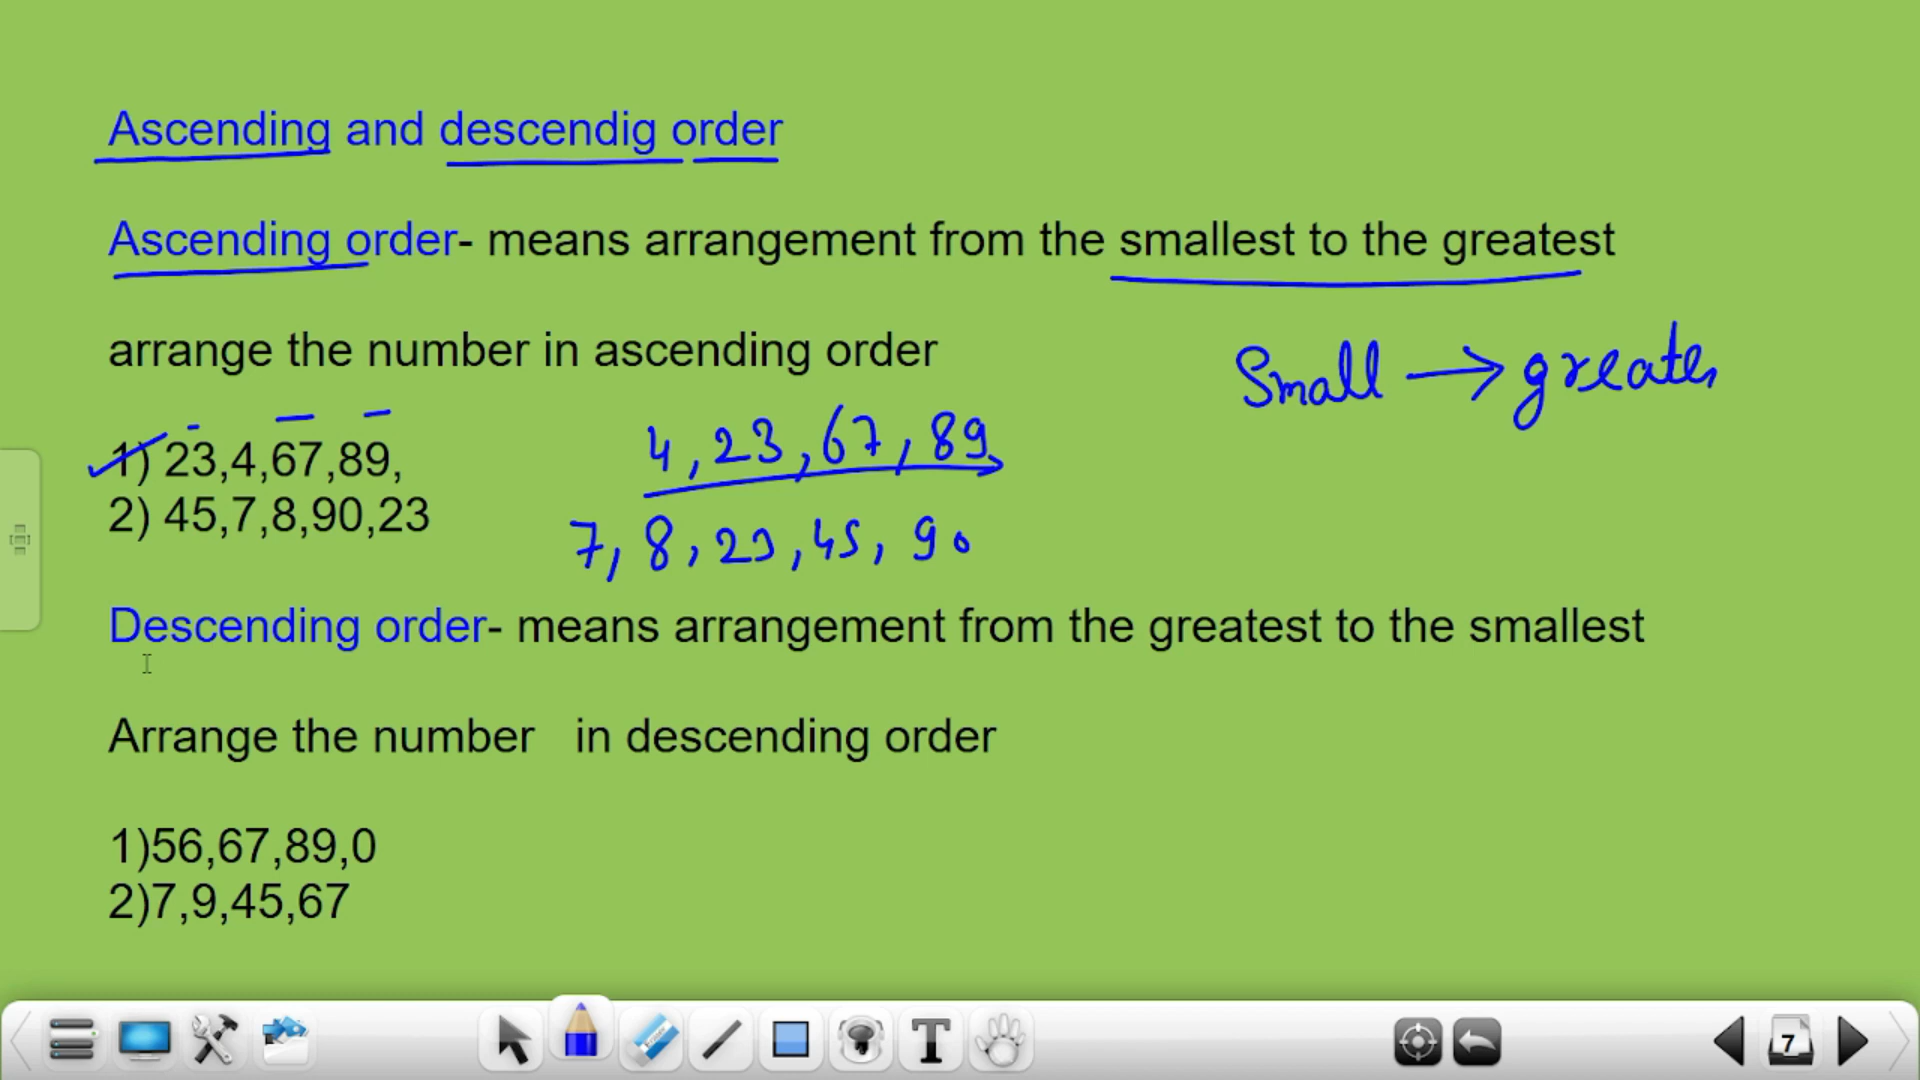 Ascending and descendig order
Ascending order- means arrangement from the smallest to the greatest
arrange the number in ascending order
Small → greater
1) 23,4,67,89,
4, 23, 67, 89
2) 45,7,8,90,23
7, 8, 23, 45, 90
Descending order- means arrangement from the greatest to the smallest
Arrange the number in descending order
1)56,67,89,0
2)7,9,45,67
T
7